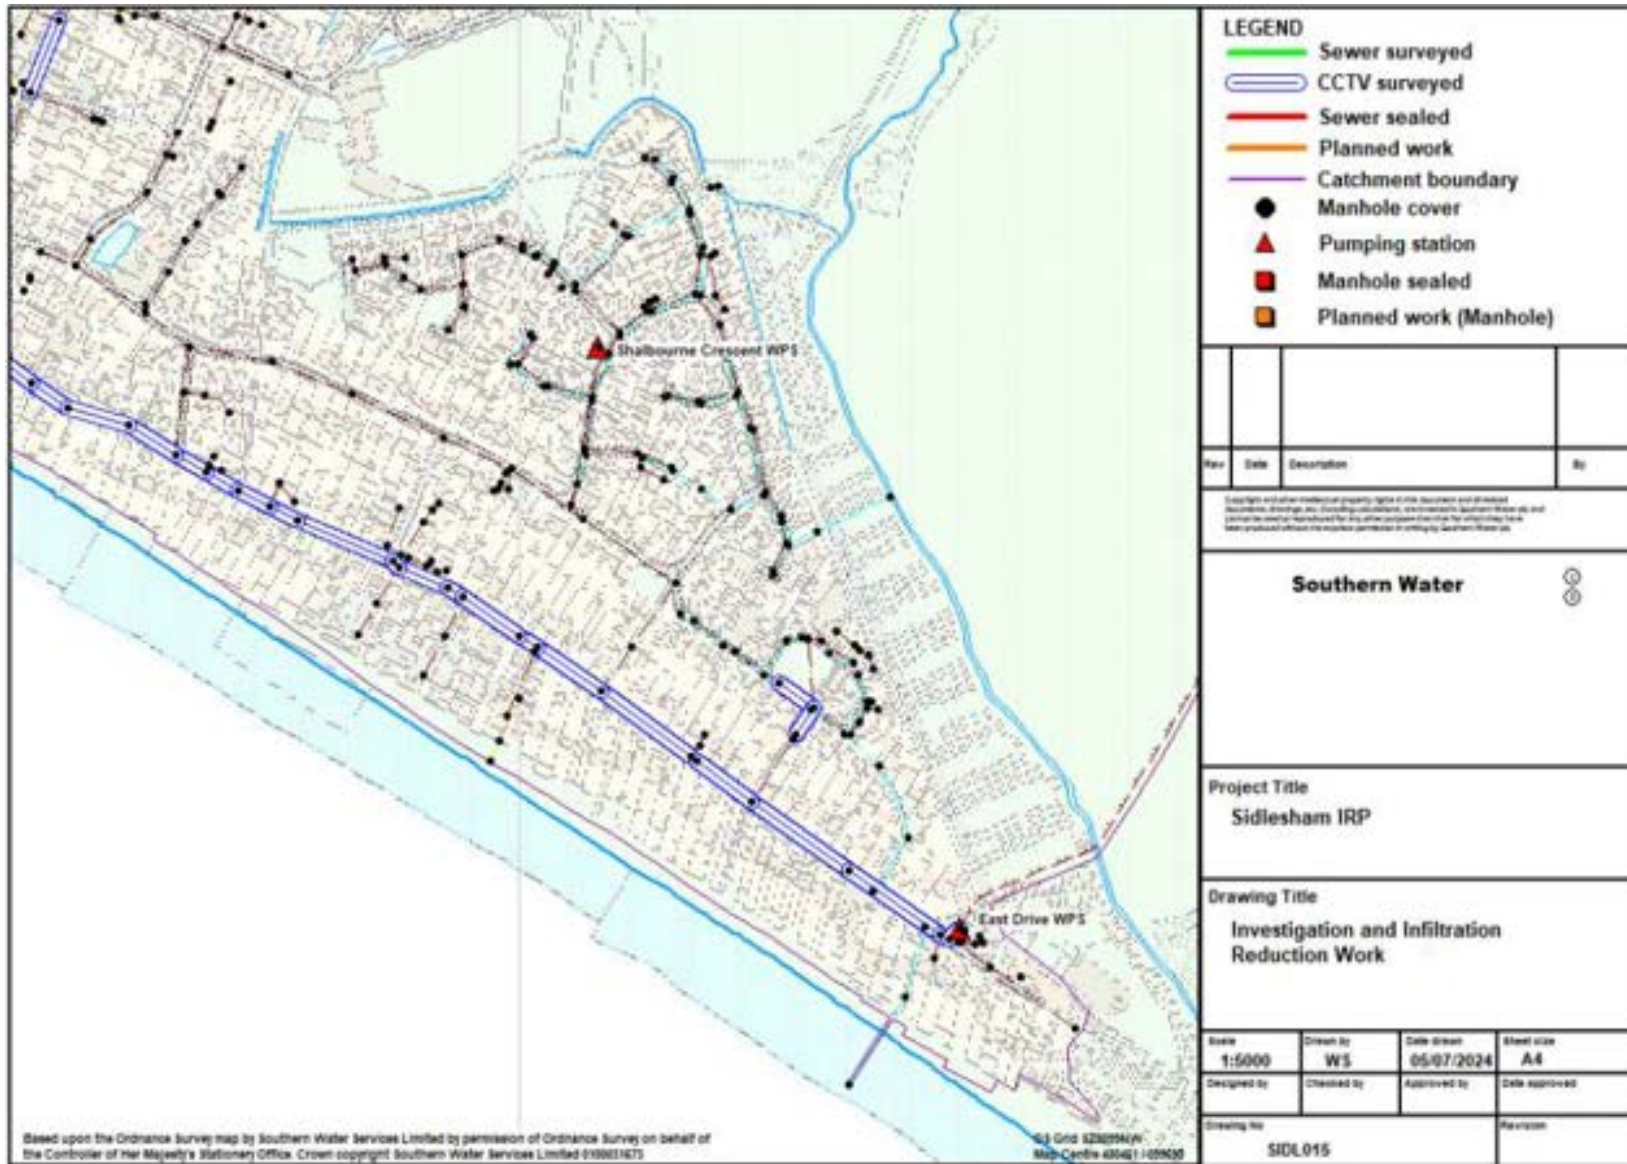 Shalbourne Crescent WPS
East Drive WPS
Based upon the Ordnance Survey map by Southern Water Services Limited by permission of Ordnance Survey on behalf of
the Controller of Her Majesty's Stationery Office. Crown copyright Southern Water Services Limited
OS Grid
Map Centre
LEGEND
Sewer surveyed
CCTV surveyed
Sewer sealed
Planned work
Catchment boundary
Manhole cover
Pumping station
Manhole sealed
Planned work (Manhole)
Rev Date Description By
Southern Water
Project Title
Sidlesham IRP
Drawing Title
Investigation and Infiltration
Reduction Work
Scale Drawn by Date drawn Sheet size
1:5000 WS 05/07/2024 A4
Designed by Checked by Approved by Date approved
Drawing No Revision
SIDL015